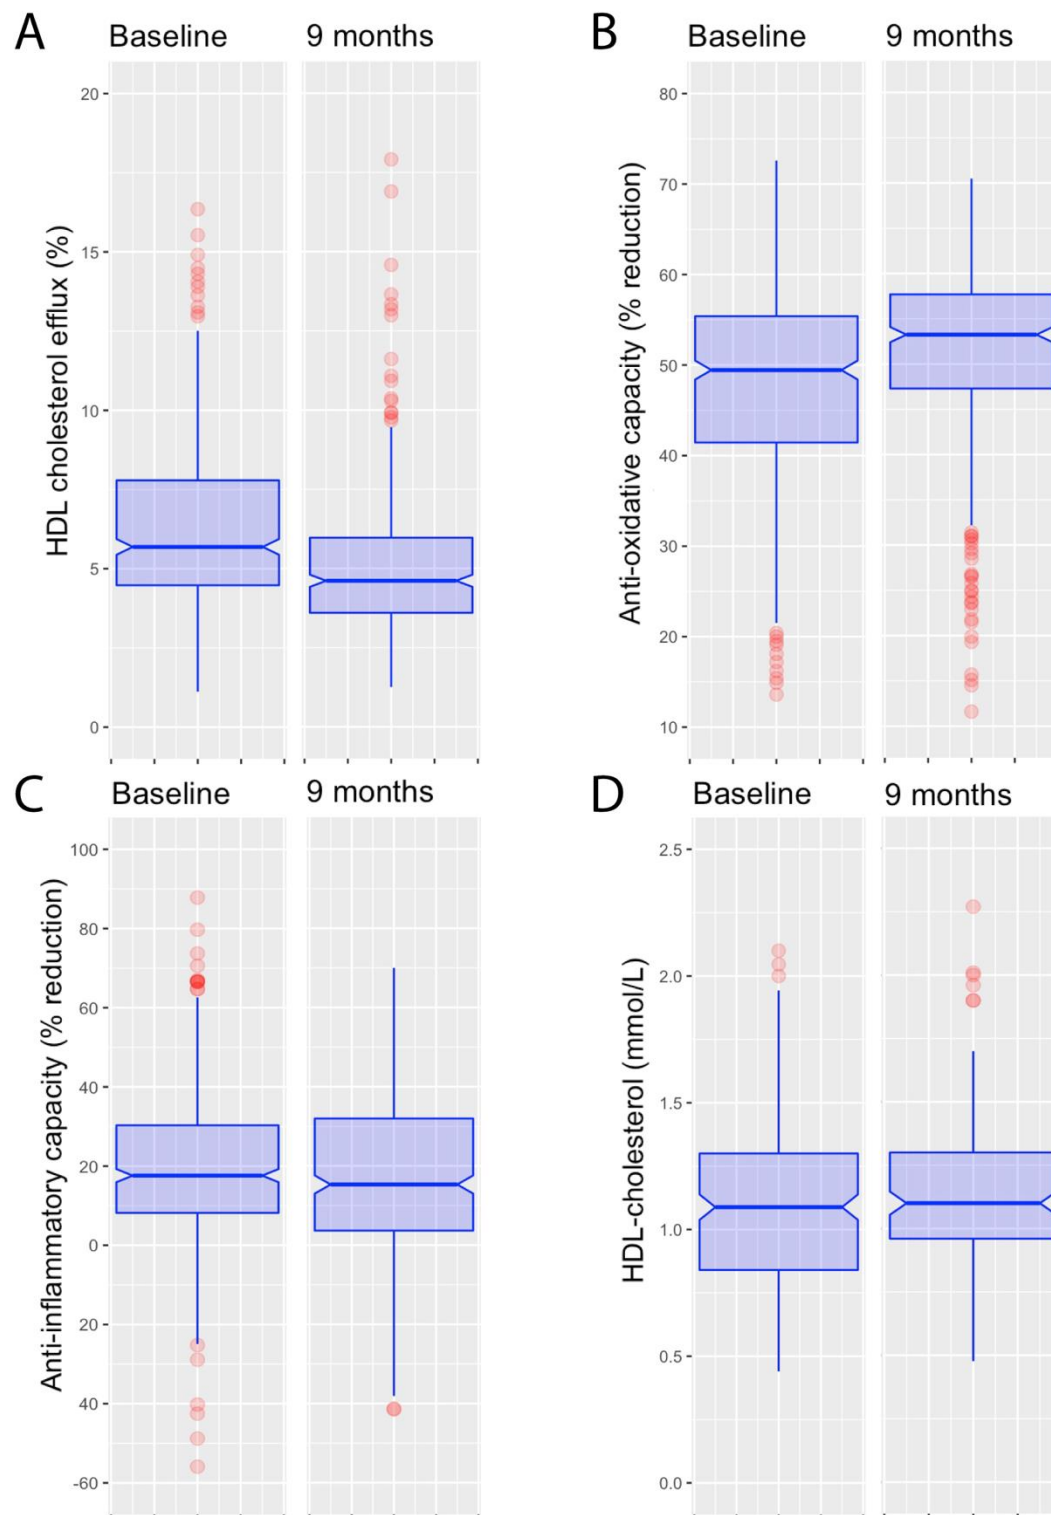 A
Baseline
9 months
HDL cholesterol efflux (%)
20
15
10
5
0
B
Baseline
9 months
Anti-oxidative capacity (% reduction)
80
70
60
50
40
30
20
10
C
Baseline
9 months
Anti-inflammatory capacity (% reduction)
100
80
60
40
20
0
20
40
-60
D
Baseline
9 months
HDL-cholesterol (mmol/L)
2.5
2.0
1.5
1.0
0.5
0.0